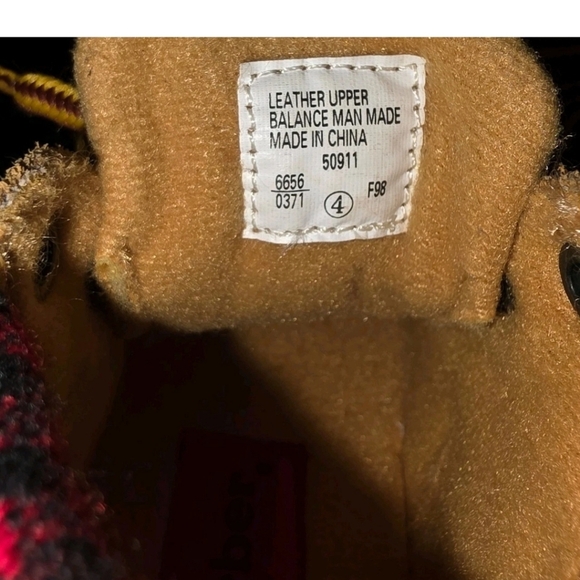 LEATHER UPPER
BALANCE MAN MADE
MADE IN CHINA
50911
6656 ④ F98
0371